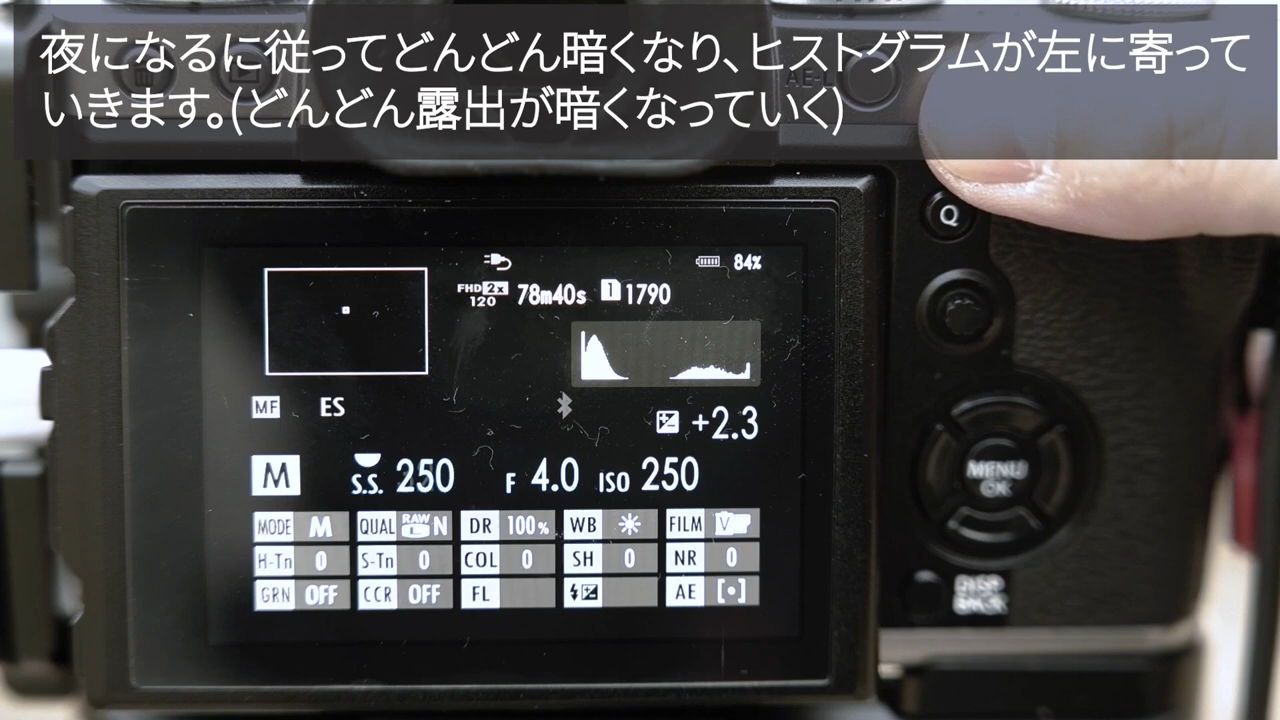 夜になるに従ってどんどん暗くなり、ヒストグラムが左に寄って
いきます。(どんどん露出が暗くなっていく)
AE-L
Q
84%
FHD 2x 120 78m40s 1 1790
MF ES
+2.3
M S.S. 250 F 4.0 ISO 250
MODE M QUAL RAW L N DR 100% WB FILM V
H-Tn 0 S-Tn 0 COL 0 SH 0 NR 0
GRN OFF CCR OFF FL AE [•]
MENU
OK
DISP
BACK